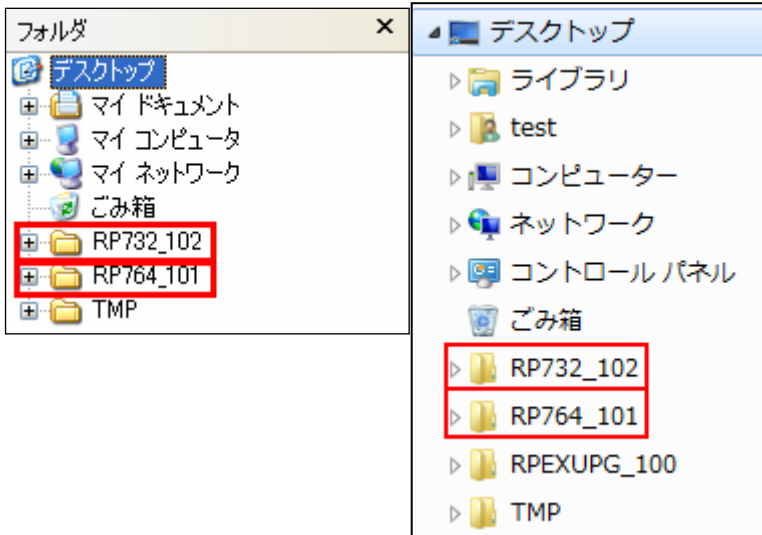 フォルダ
デスクトップ
マイ ドキュメント
マイ コンピュータ
マイ ネットワーク
ごみ箱
RP732_102
RP764_101
TMP
デスクトップ
ライブラリ
test
コンピューター
ネットワーク
コントロール パネル
ごみ箱
RP732_102
RP764_101
RPEXUPG_100
TMP